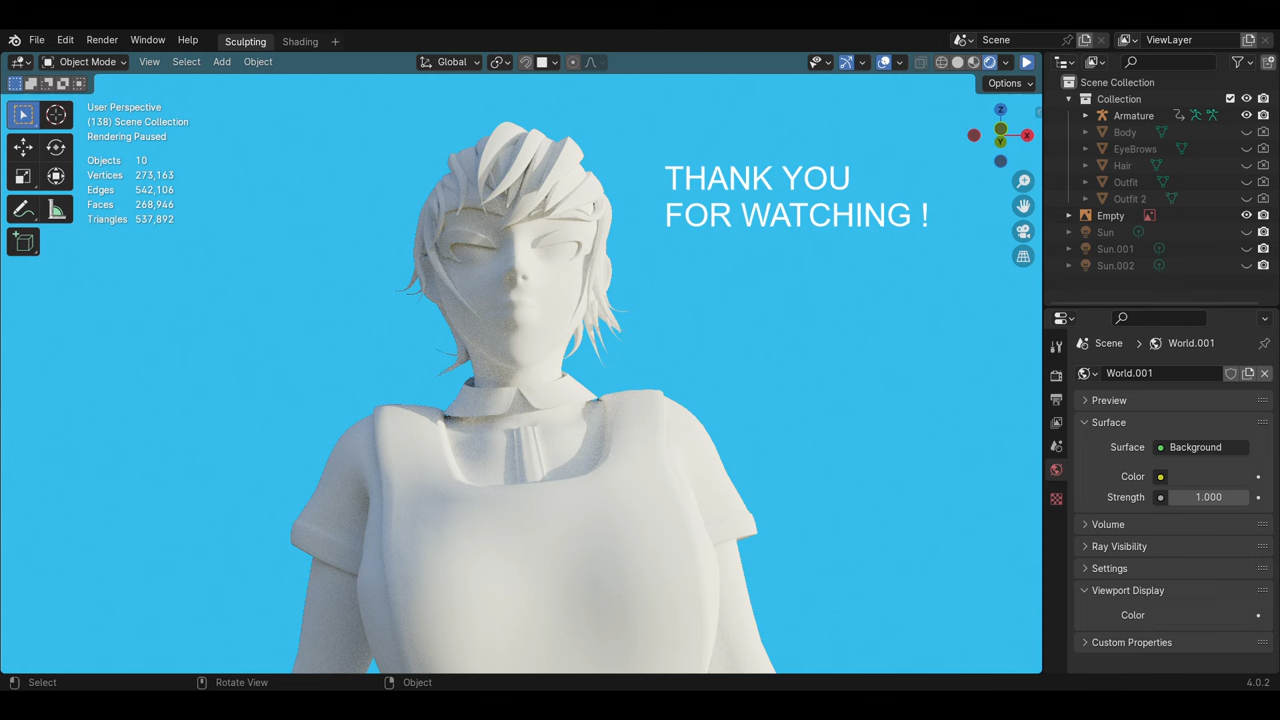 File Edit Render Window Help Sculpting Shading + Scene ViewLayer
Object Mode View Select Add Object Global
Options
User Perspective
(138) Scene Collection
Rendering Paused
Objects 10
Vertices 273,163
Edges 542,106
Faces 268,946
Triangles 537,892
THANK YOU
FOR WATCHING !
Z
X
Y
Scene Collection
Collection
Armature
Body
EyeBrows
Hair
Outfit
Outfit 2
Empty
Sun
Sun.001
Sun.002
Scene > World.001
World.001
Preview
Surface
Surface Background
Color
Strength 1.000
Volume
Ray Visibility
Settings
Viewport Display
Color
Custom Properties
Select Rotate View Object 4.0.2